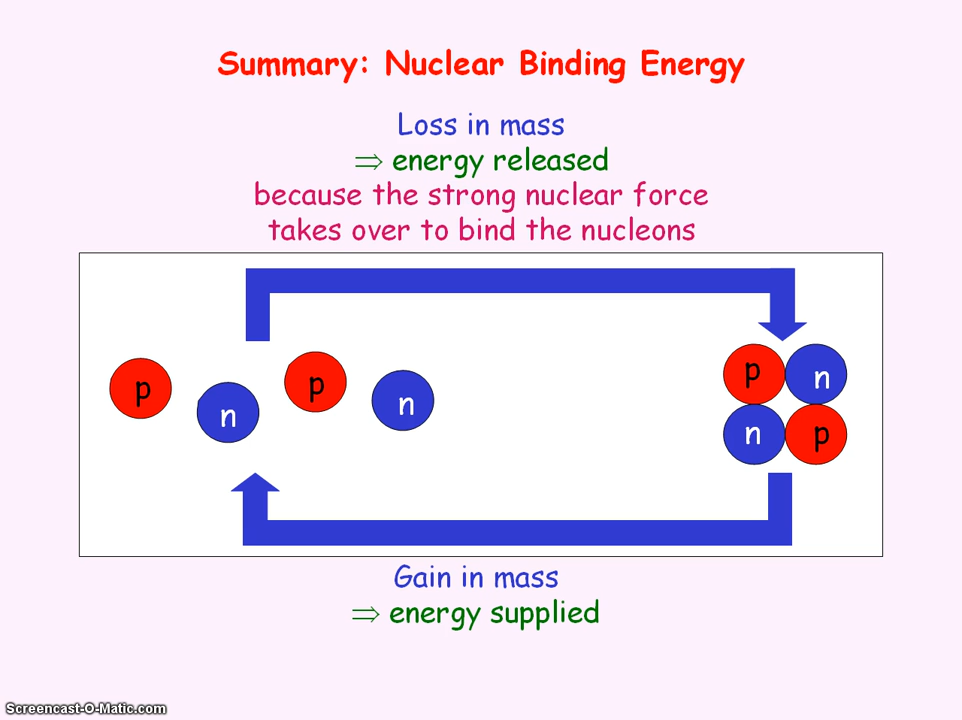 Summary: Nuclear Binding Energy
Loss in mass
⇒ energy released
because the strong nuclear force
takes over to bind the nucleons
p
n
p
n
p
n
n
p
Gain in mass
⇒ energy supplied
Screencast-O-Matic.com